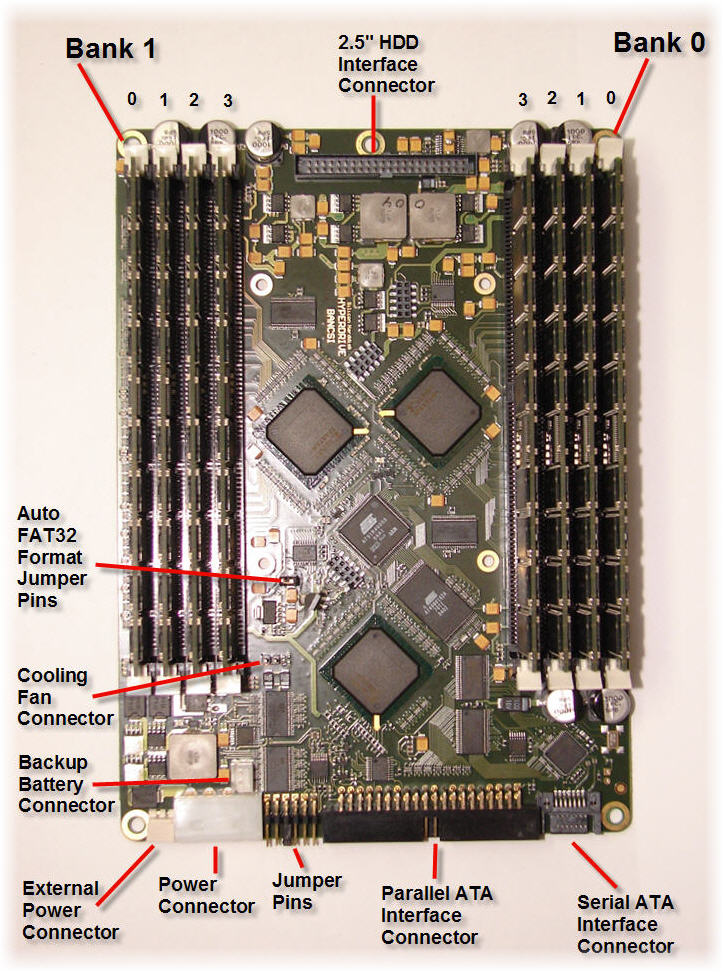 Bank 1
2.5" HDD
Interface
Connector
Bank 0
0 1 2 3
3 2 1 0
HYPERDRIVE
BANCSI
Auto
FAT32
Format
Jumper
Pins
Cooling
Fan
Connector
Backup
Battery
Connector
External
Power
Connector
Power
Connector
Jumper
Pins
Parallel ATA
Interface
Connector
Serial ATA
Interface
Connector